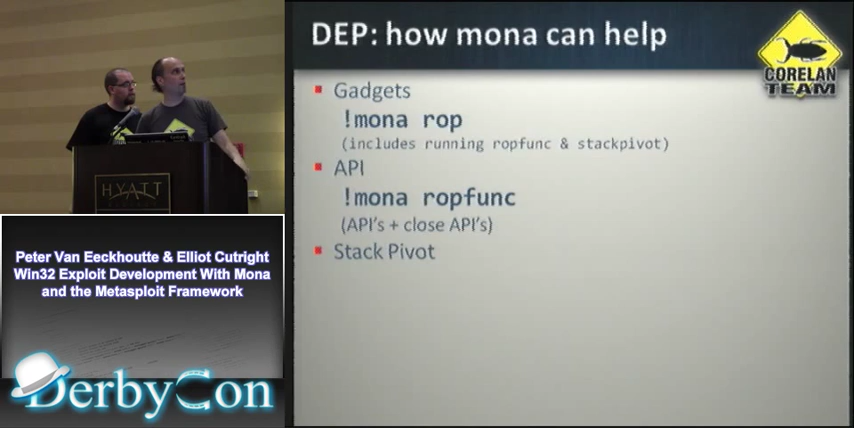 DEP: how mona can help
CORELAN
TEAM
Gadgets
!mona rop
(includes running ropfunc & stackpivot)
API
!mona ropfunc
(API's + close API's)
Stack Pivot
HYATT
Peter Van Eeckhoutte & Elliot Cutright
Win32 Exploit Development With Mona
and the Metasploit Framework
DerbyCon